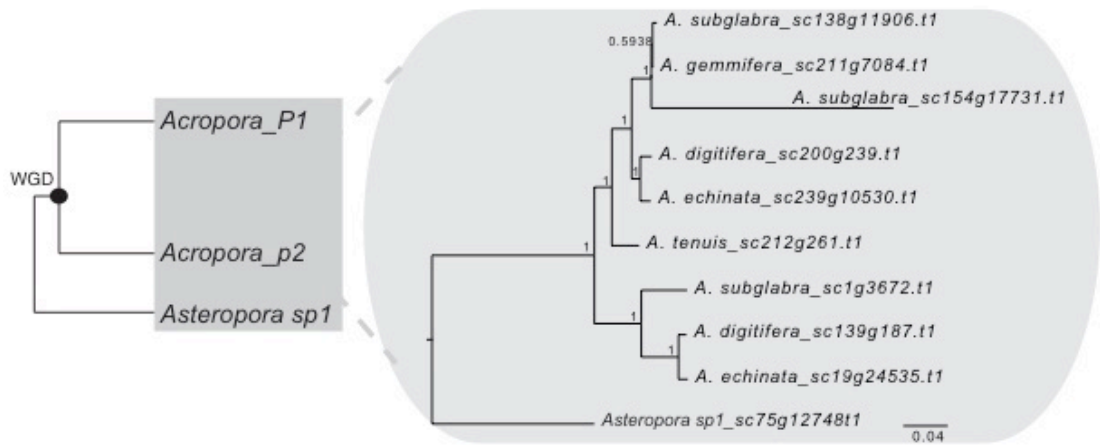 WGD
Acropora_P1
Acropora_p2
Asteropora sp1
A. subglabra_sc138g11906.t1
0.5938
A. gemmifera_sc211g7084.t1
1
A. subglabra_sc154g17731.t1
1
A. digitifera_sc200g239.t1
1
A. echinata_sc239g10530.t1
1
A. tenuis_sc212g261.t1
1
A. subglabra_sc1g3672.t1
1
A. digitifera_sc139g187.t1
1
A. echinata_sc19g24535.t1
Asteropora sp1_sc75g12748t1
0.04